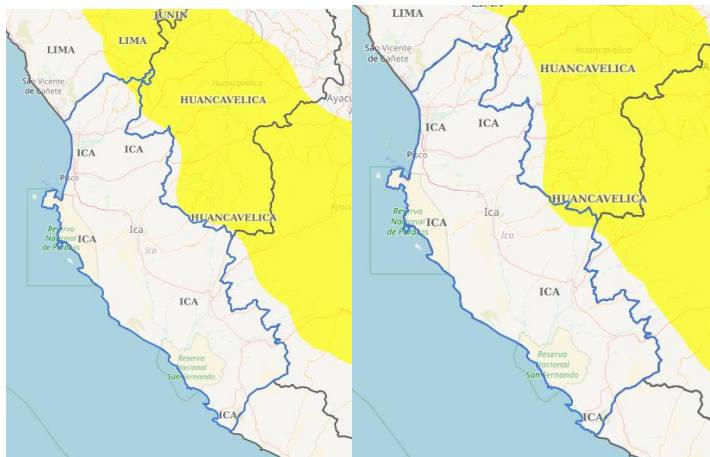 JUNIN
LIMA
LIMA
San Vicente
de Cañete
Huancavelica
HUANCAVELICA
ICA
ICA
Pisco
HUANCAVELICA
Reserva
Nacional
de Paracas
ICA
Ica
Ica
ICA
Reserva
Nacional
San Fernando
ICA
LIMA
San Vicente
de Cañete
Huancavelica
HUANCAVELICA
ICA
ICA
Pisco
HUANCAVELICA
Reserva
Nacional
de Paracas
ICA
Ica
Ica
ICA
Reserva
Nacional
San Fernando
ICA